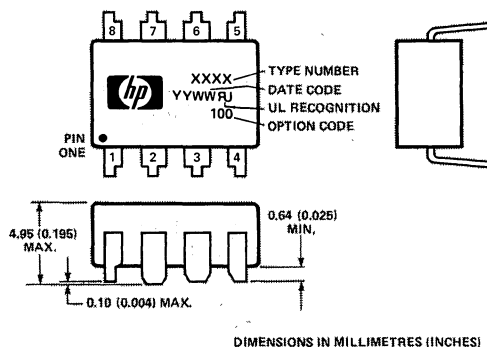 8 7 6 5
hp
XXXX
YYWWRU
100
TYPE NUMBER
DATE CODE
UL RECOGNITION
OPTION CODE
PIN
ONE
1 2 3 4
4.95 (0.195)
MAX.
0.64 (0.025)
MIN.
0.10 (0.004) MAX.
DIMENSIONS IN MILLIMETRES (INCHES)